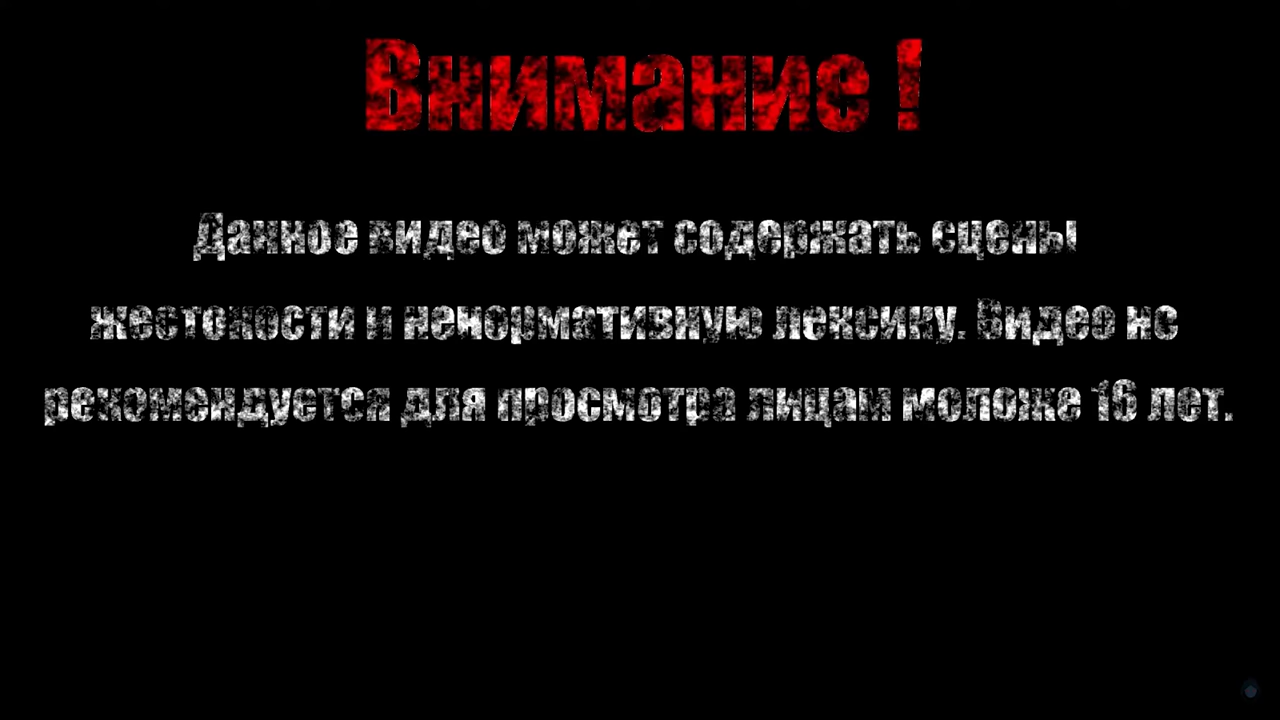 Внимание !
Данное видео может содержать сцены
жестокости и ненормативную лексику. Видео не
рекомендуется для просмотра лицам моложе 16 лет.